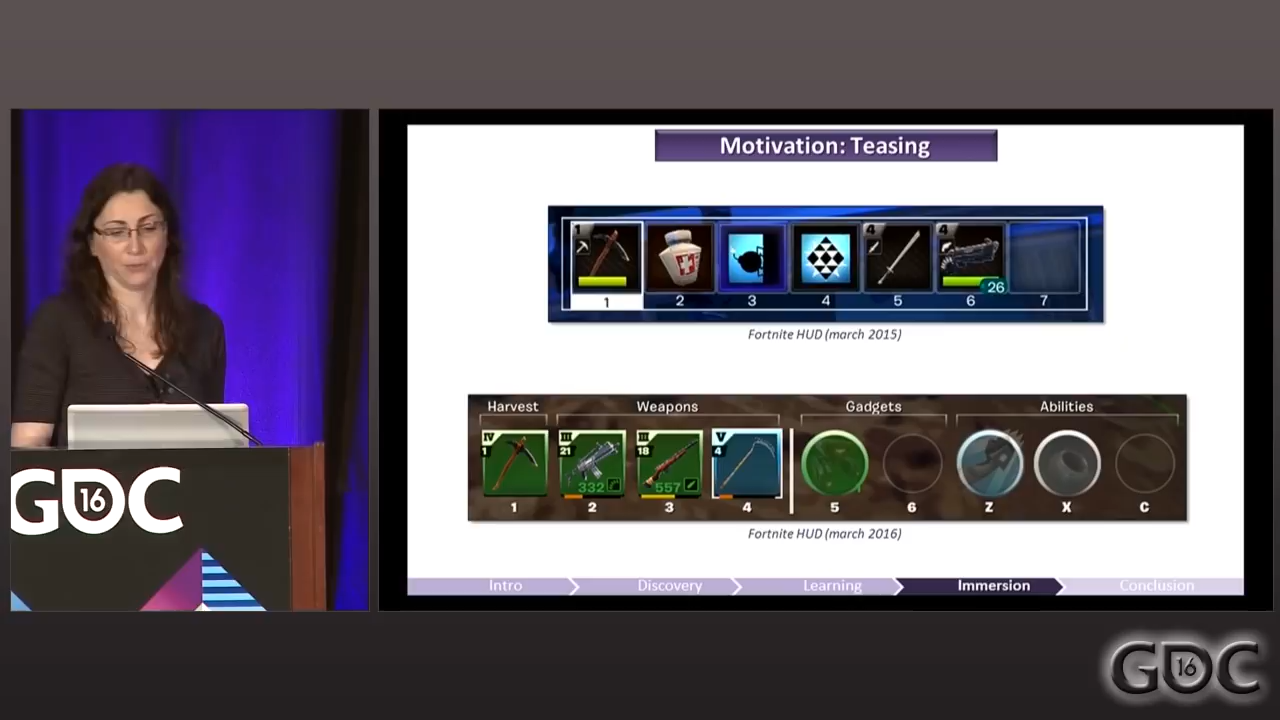 Motivation: Teasing
1
4
4
26
1 2 3 4 5 6 7
Fortnite HUD (march 2015)
Harvest Weapons Gadgets Abilities
IV III III V
1 21 18 4
332 557
1 2 3 4 5 6 Z X C
Fortnite HUD (march 2016)
Intro Discovery Learning Immersion Conclusion
GDC
16
GDC
16